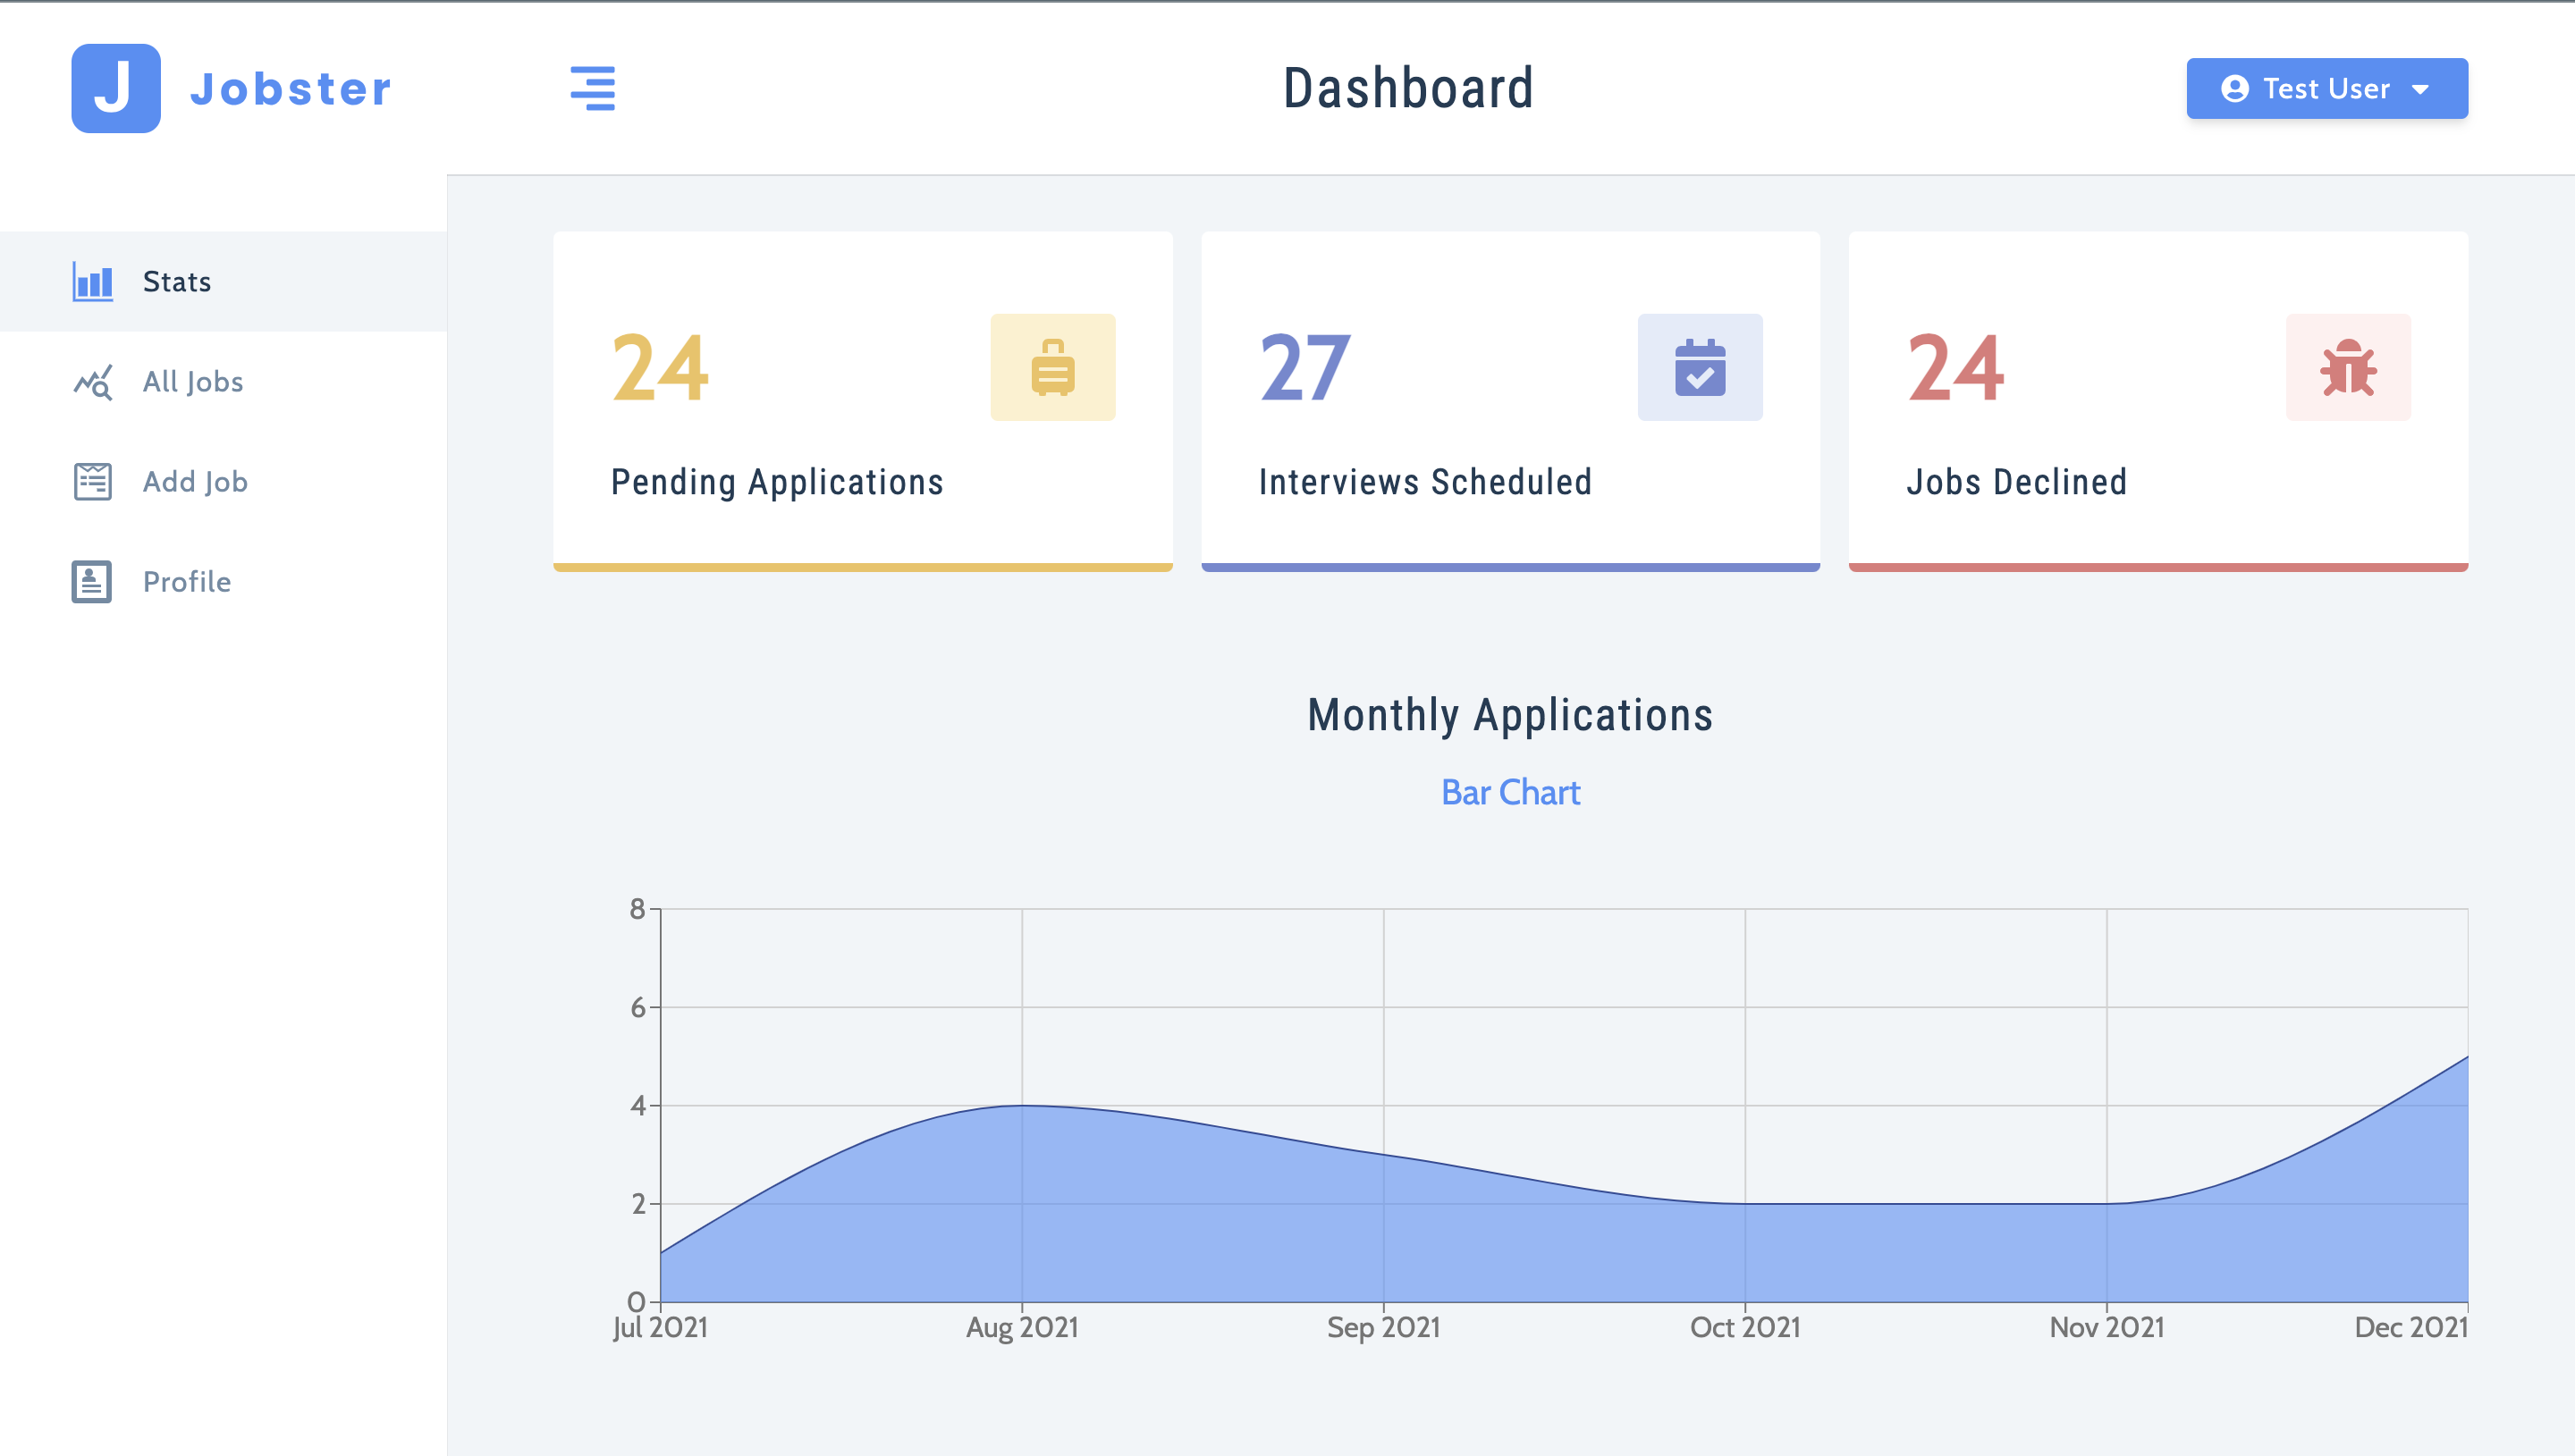 J Jobster
Dashboard
Test User
Stats
All Jobs
Add Job
Profile
24
Pending Applications
27
Interviews Scheduled
24
Jobs Declined
Monthly Applications
Bar Chart
8
6
4
2
0
Jul 2021 Aug 2021 Sep 2021 Oct 2021 Nov 2021 Dec 2021